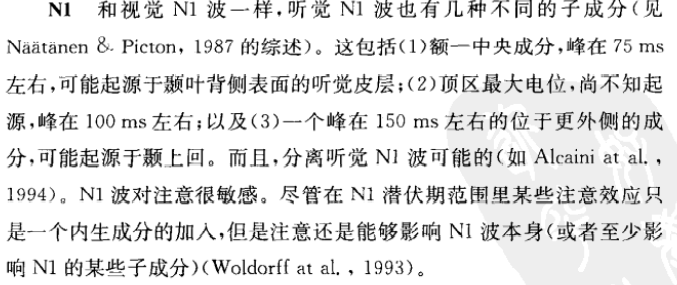 N1 和视觉 N1 波一样,听觉 N1 波也有几种不同的子成分(见
Näätänen & Picton, 1987 的综述)。这包括(1)额一中央成分,峰在 75 ms
左右,可能起源于颞叶背侧表面的听觉皮层;(2)顶区最大电位,尚不知起
源,峰在 100 ms 左右;以及(3)一个峰在 150 ms 左右的位于更外侧的成
分,可能起源于颞上回。而且,分离听觉 N1 波可能的(如 Alcaini at al.,
1994)。N1 波对注意很敏感。尽管在 N1 潜伏期范围里某些注意效应只
是一个内生成分的加入,但是注意还是能够影响 N1 波本身(或者至少影
响 N1 的某些子成分)(Woldorff at al., 1993)。